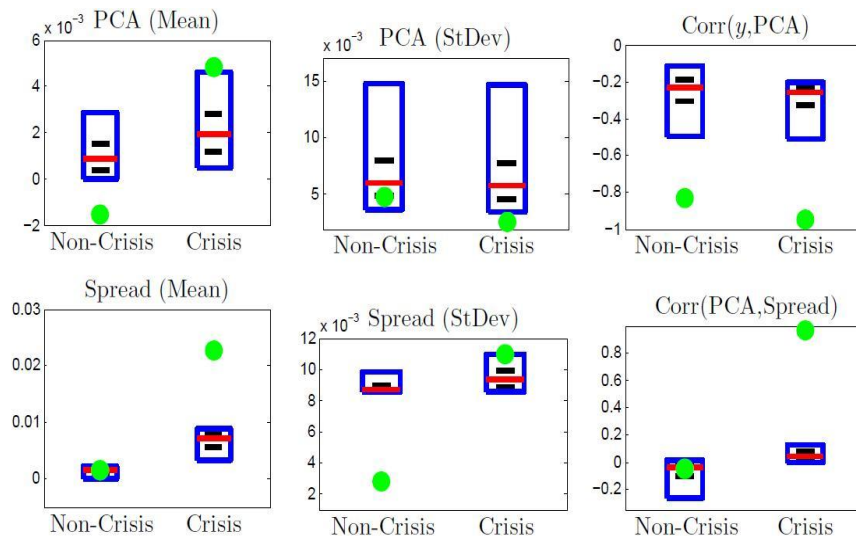 × 10⁻³ PCA (Mean)
6
4
2
0
−2
Non-Crisis Crisis
PCA (StDev)
× 10⁻³
15
10
5
Non-Crisis Crisis
Corr(y,PCA)
0
−0.2
−0.4
−0.6
−0.8
−1
Non-Crisis Crisis
Spread (Mean)
0.03
0.02
0.01
0
Non-Crisis Crisis
× 10⁻³ Spread (StDev)
12
10
8
6
4
2
Non-Crisis Crisis
Corr(PCA,Spread)
0.8
0.6
0.4
0.2
0
−0.2
Non-Crisis Crisis